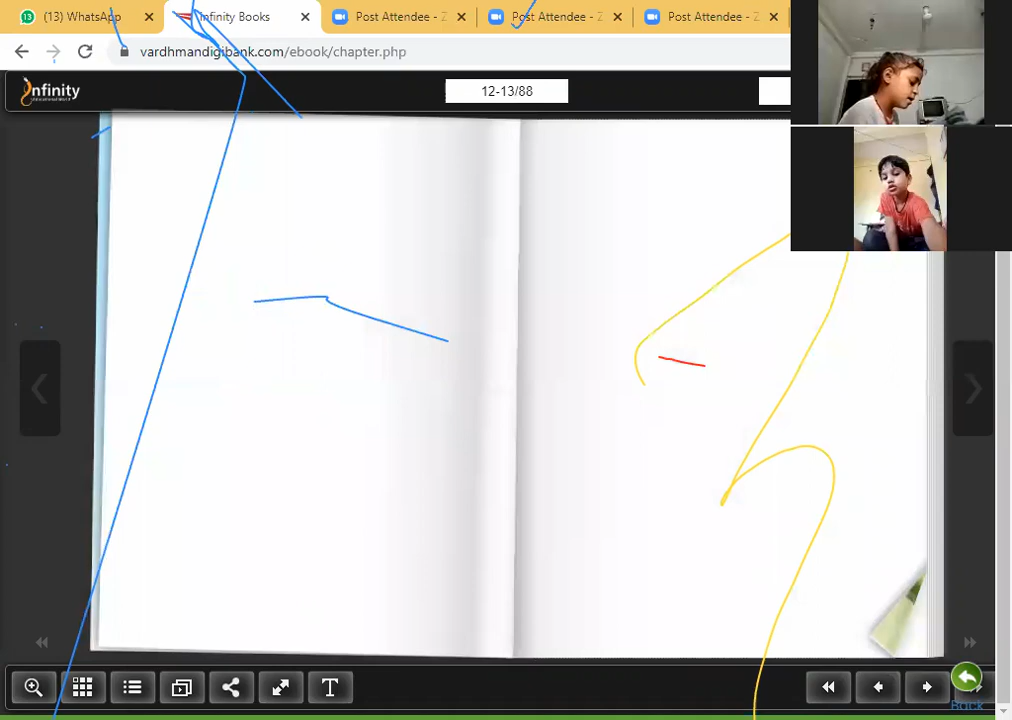 (13) WhatsApp
Infinity Books
Post Attendee - Z
Post Attendee - Z
Post Attendee - Z
vardhmandigibank.com/ebook/chapter.php
Infinity
12-13/88
T
Back